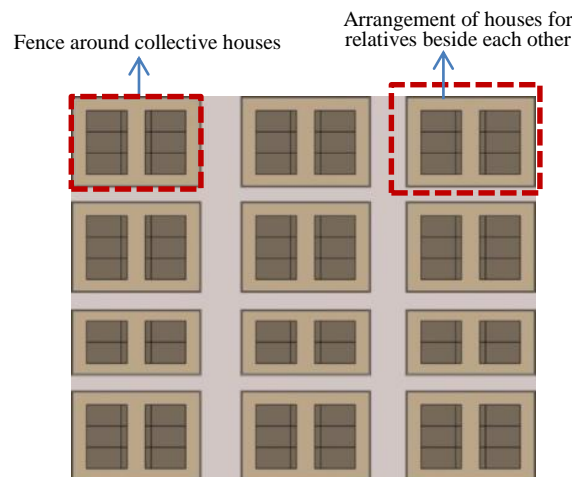 Fence around collective houses
Arrangement of houses for
relatives beside each other